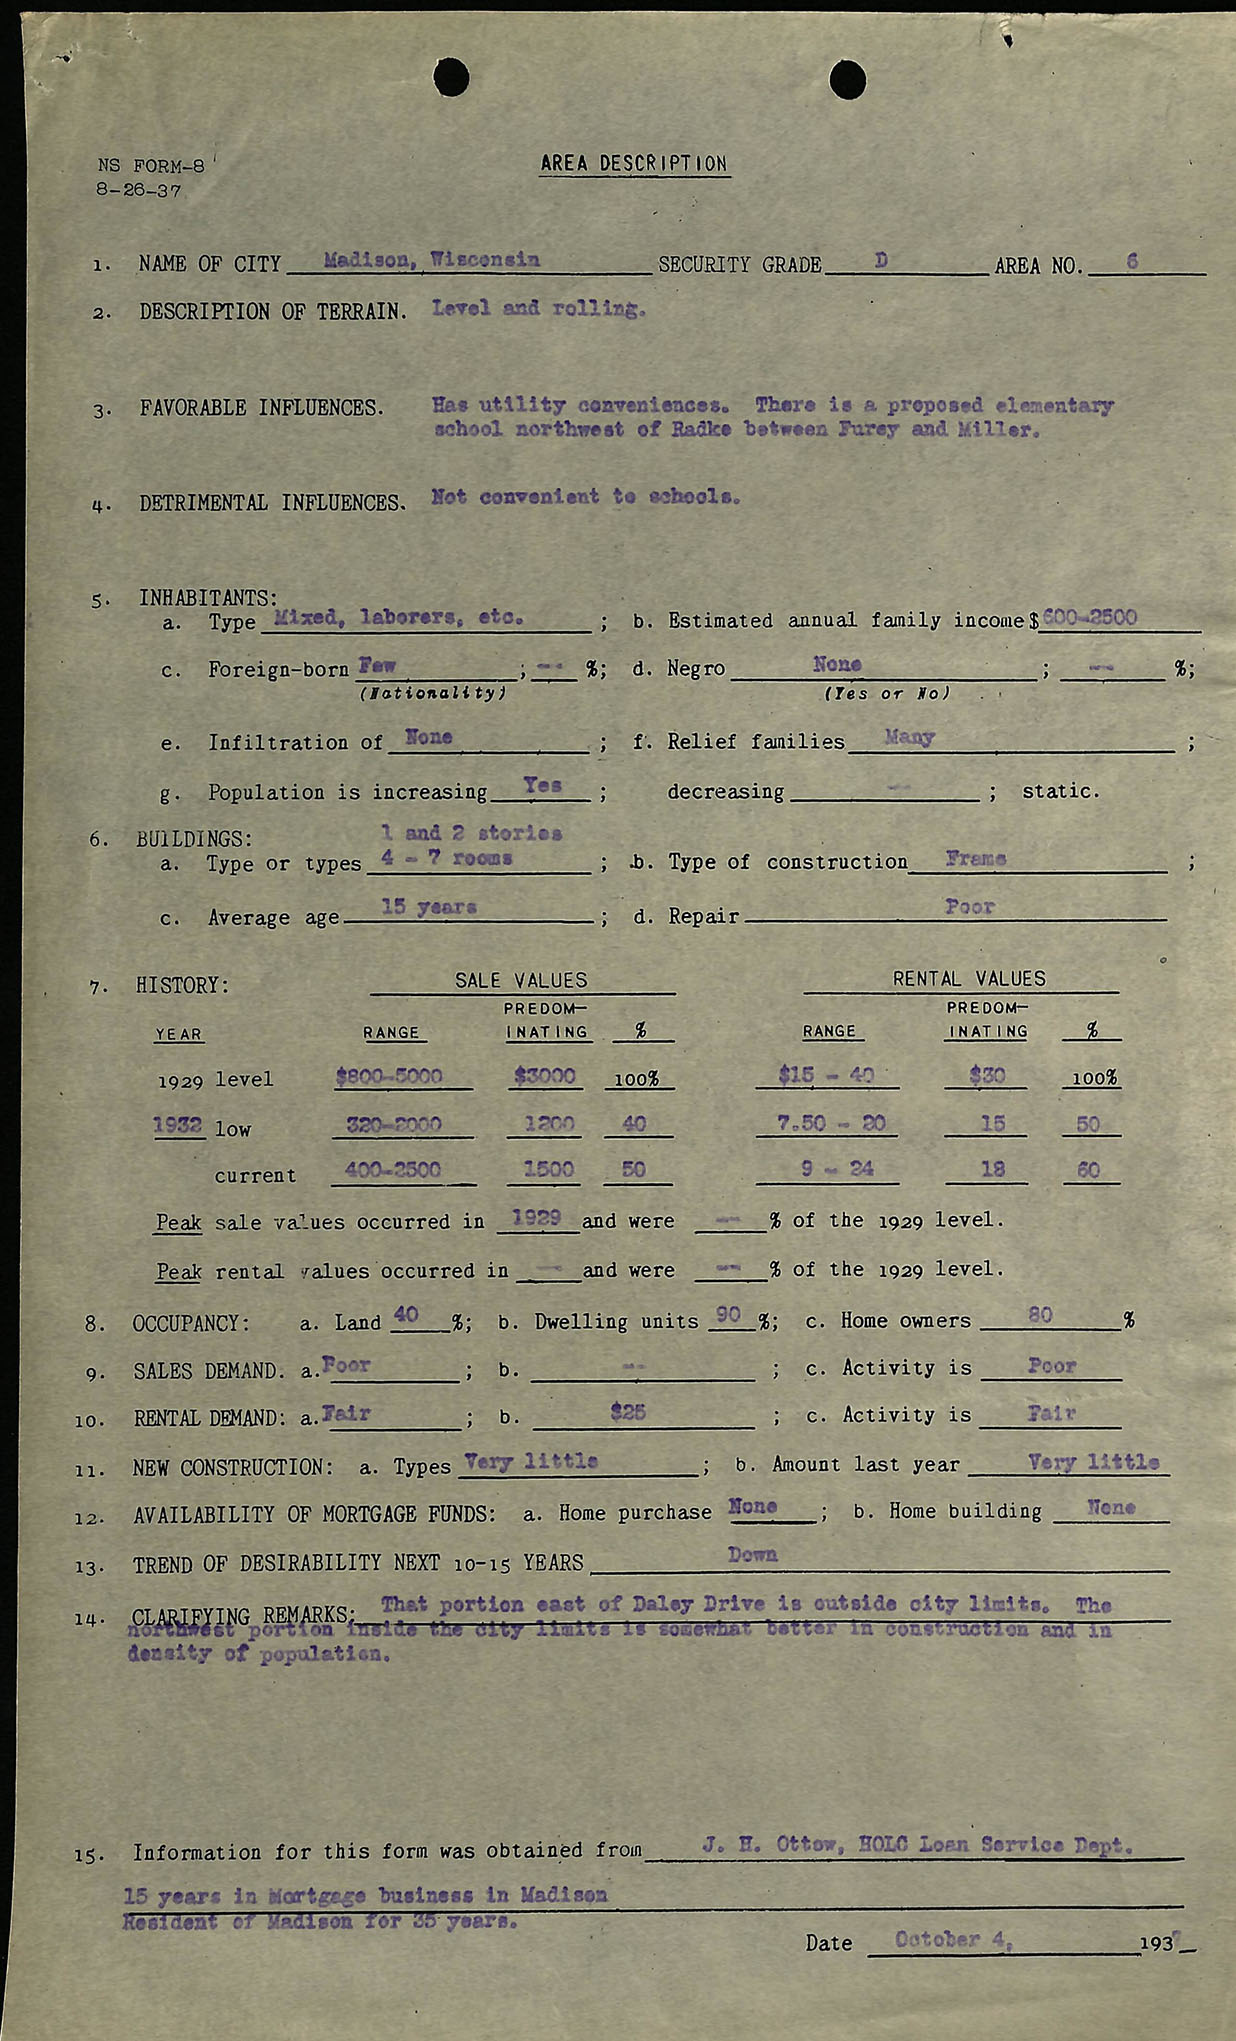 NS FORM-8
AREA DESCRIPTION
8-26-37
1. NAME OF CITY Madison, Wisconsin SECURITY GRADE D AREA NO. 6
2. DESCRIPTION OF TERRAIN. Level and rolling.
3. FAVORABLE INFLUENCES. Has utility conveniences. There is a proposed elementary
school northwest of Radke between Furey and Miller.
4. DETRIMENTAL INFLUENCES. Not convenient to schools.
5. INHABITANTS:
a. Type Mixed, laborers, etc. ; b. Estimated annual family income $ 600-2500
c. Foreign-born Few ; -- %; d. Negro None ; -- %;
(Nationality) (Yes or No)
e. Infiltration of None ; f. Relief families Many ;
g. Population is increasing Yes ; decreasing -- ; static.
6. BUILDINGS: 1 and 2 stories
a. Type or types 4 - 7 rooms ; b. Type of construction Frame ;
c. Average age 15 years ; d. Repair Poor
7. HISTORY: SALE VALUES RENTAL VALUES
PREDOM- PREDOM-
YEAR RANGE INATING % RANGE INATING %
1929 level $800-5000 $3000 100% $15 - 40 $30 100%
1932 low 320-2000 1200 40 7.50 - 20 15 50
current 400-2500 1500 50 9 - 24 18 60
Peak sale values occurred in 1929 and were -- % of the 1929 level.
Peak rental values occurred in -- and were -- % of the 1929 level.
8. OCCUPANCY: a. Land 40 %; b. Dwelling units 90 %; c. Home owners 80 %
9. SALES DEMAND. a. Poor ; b. -- ; c. Activity is Poor
10. RENTAL DEMAND: a. Fair ; b. $25 ; c. Activity is Fair
11. NEW CONSTRUCTION: a. Types Very little ; b. Amount last year Very little
12. AVAILABILITY OF MORTGAGE FUNDS: a. Home purchase None ; b. Home building None
13. TREND OF DESIRABILITY NEXT 10-15 YEARS Down
14. CLARIFYING REMARKS: That portion east of Daley Drive is outside city limits. The
northwest portion inside the city limits is somewhat better in construction and in
density of population.
15. Information for this form was obtained from J. H. Ottow, HOLC Loan Service Dept.
15 years in Mortgage business in Madison
Resident of Madison for 35 years.
Date October 4, 1937